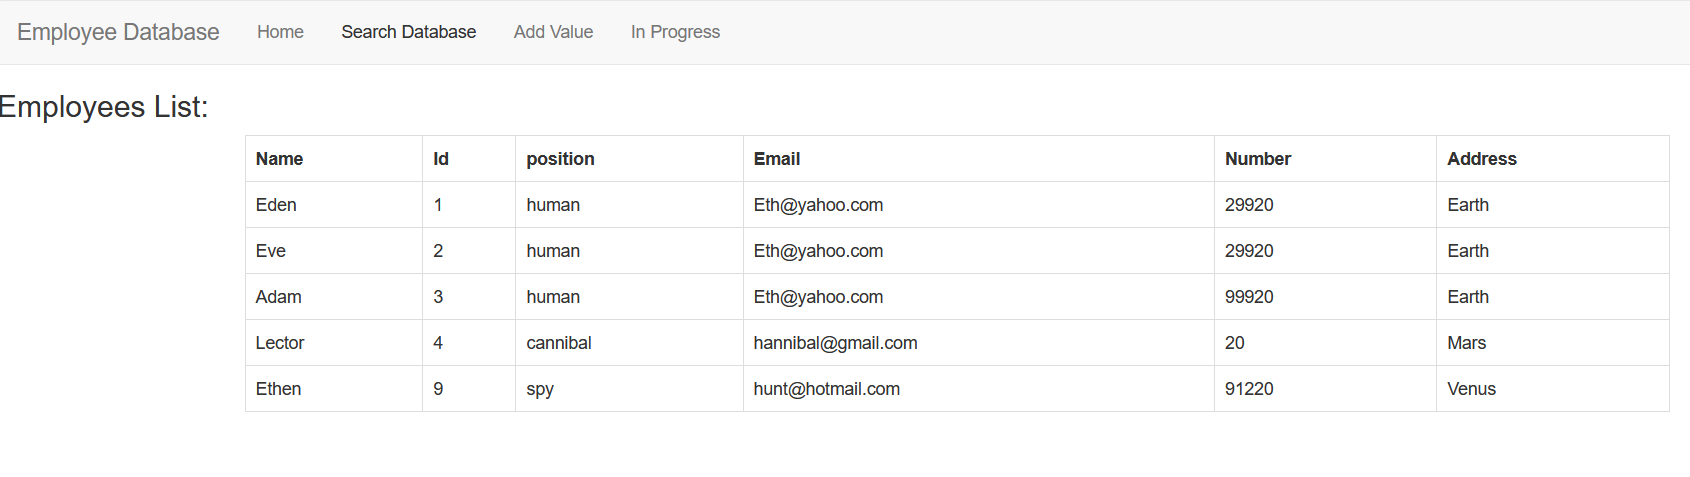 Employee Database Home Search Database Add Value In Progress
Employees List:
Name Id position Email Number Address
Eden 1 human Eth@yahoo.com 29920 Earth
Eve 2 human Eth@yahoo.com 29920 Earth
Adam 3 human Eth@yahoo.com 99920 Earth
Lector 4 cannibal hannibal@gmail.com 20 Mars
Ethen 9 spy hunt@hotmail.com 91220 Venus